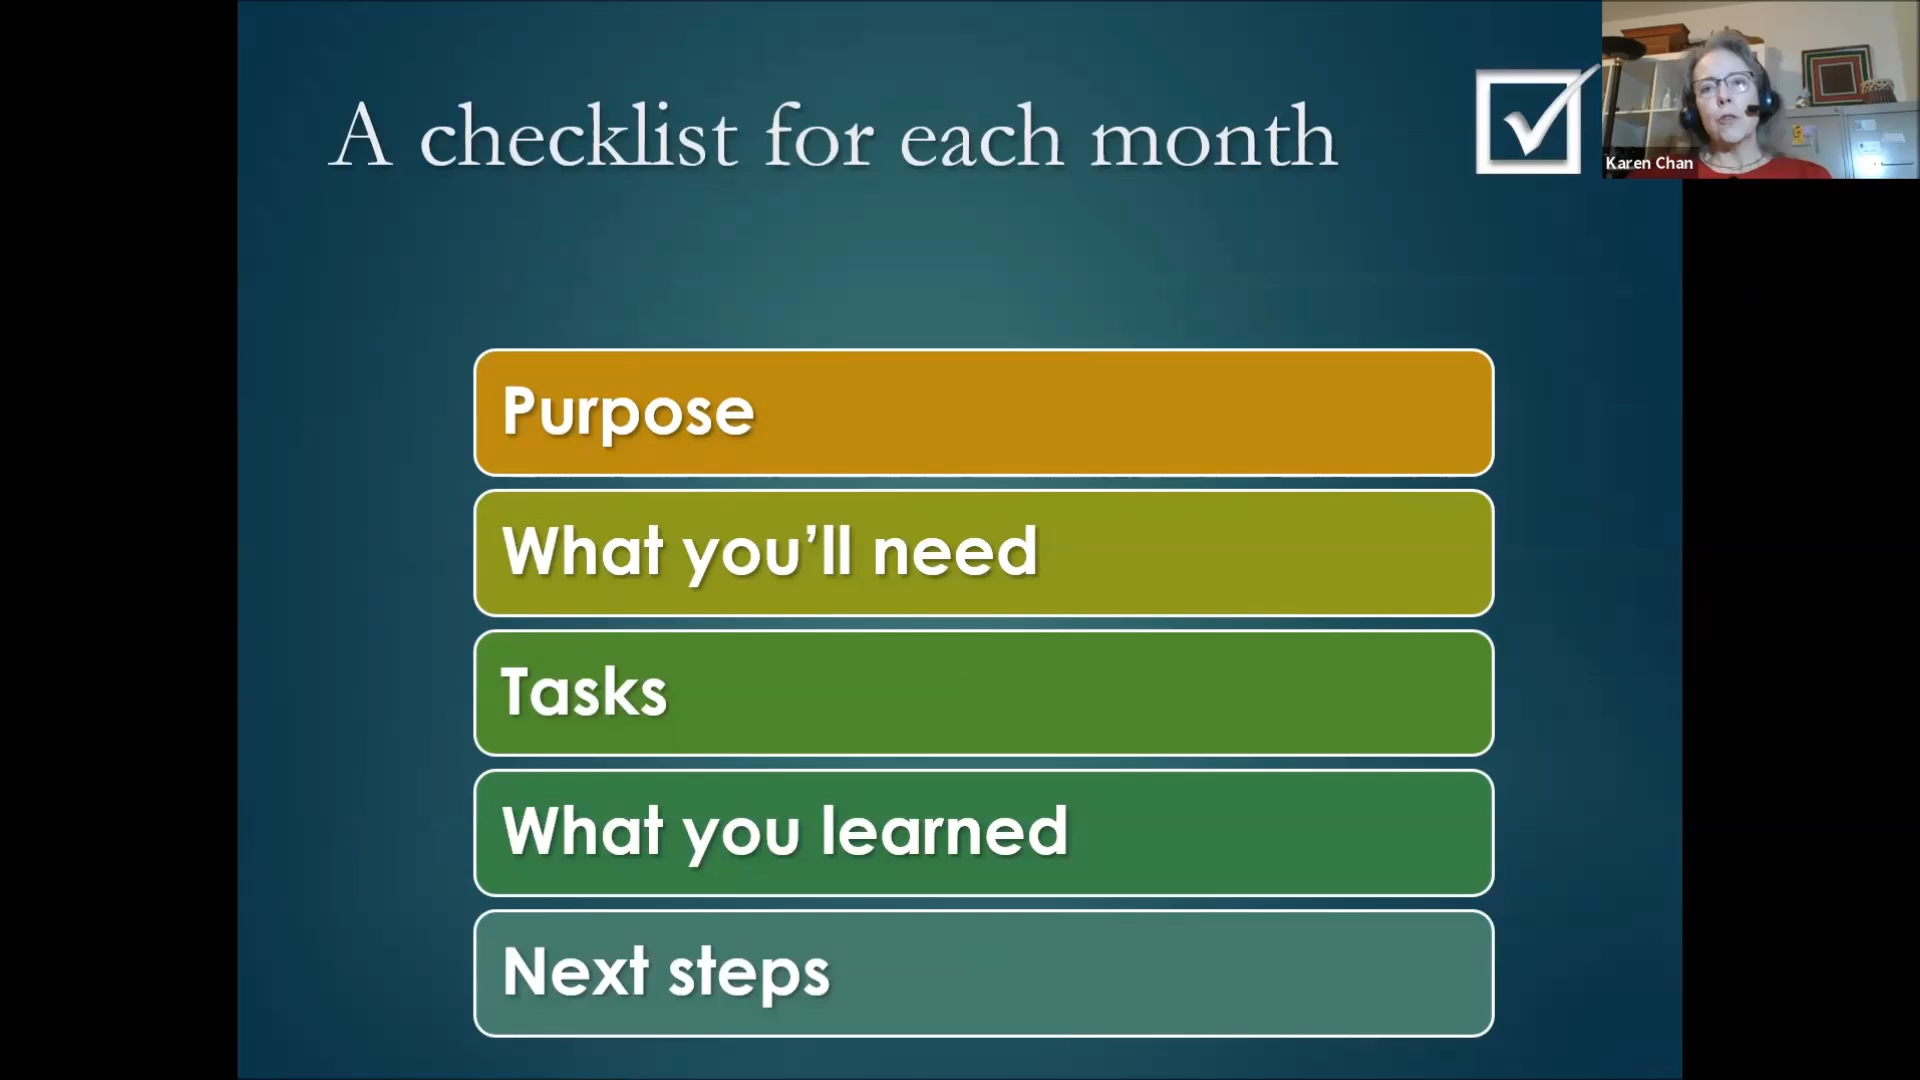 A checklist for each month
Karen Chan
Purpose
What you’ll need
Tasks
What you learned
Next steps